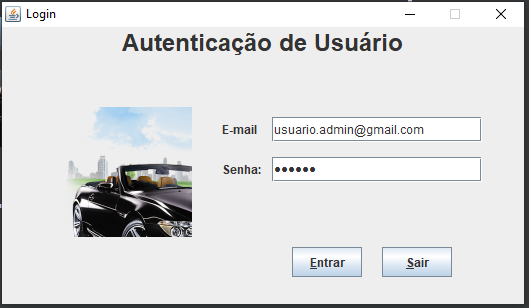 Login
Autenticação de Usuário
E-mail usuario.admin@gmail.com
Senha: ••••••
Entrar Sair